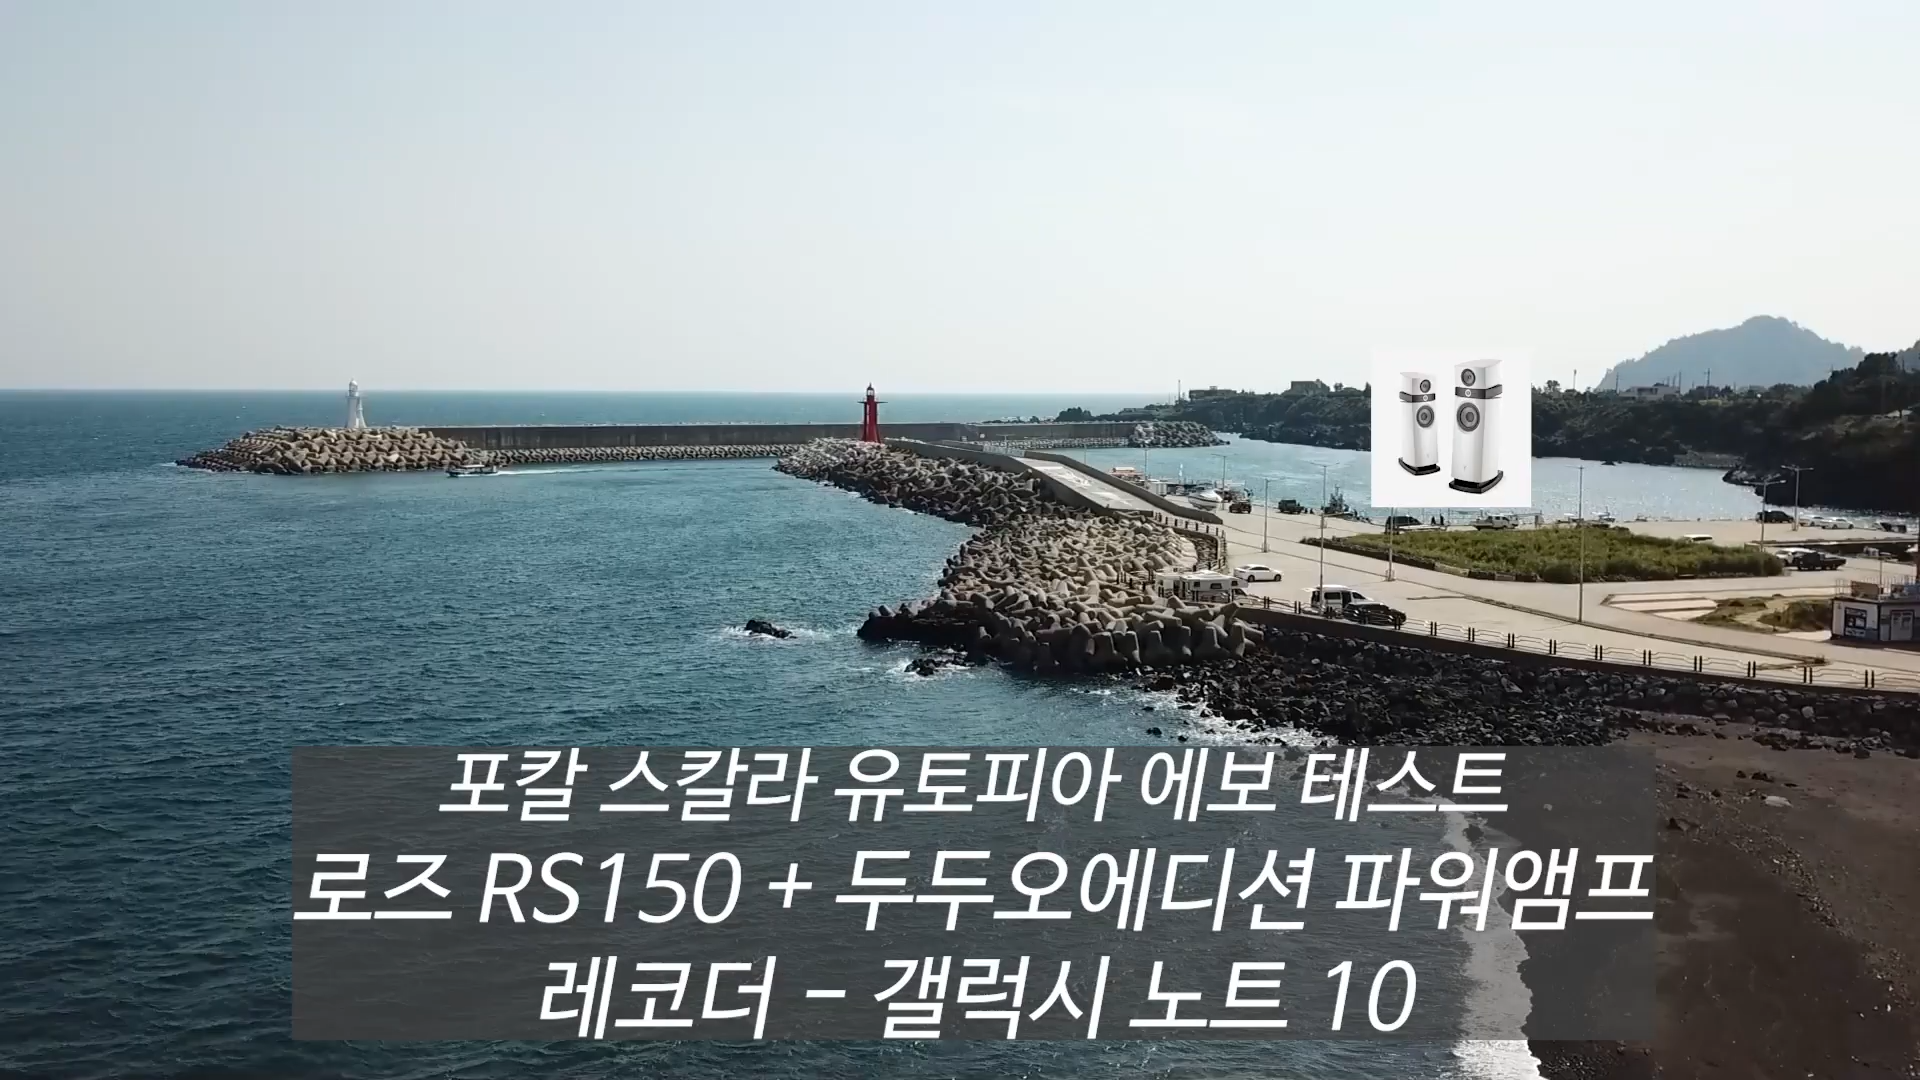 포칼 스칼라 유토피아 에보 테스트
로즈 RS150 + 두두오에디션 파워앰프
레코더 - 갤럭시 노트 10